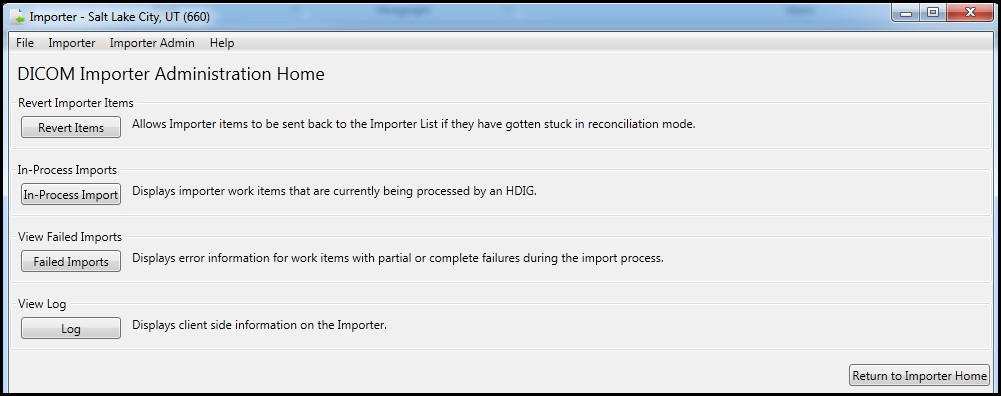 Importer - Salt Lake City, UT (660)
File Importer Importer Admin Help
DICOM Importer Administration Home
Revert Importer Items
Revert Items Allows Importer items to be sent back to the Importer List if they have gotten stuck in reconciliation mode.
In-Process Imports
In-Process Import Displays importer work items that are currently being processed by an HDIG.
View Failed Imports
Failed Imports Displays error information for work items with partial or complete failures during the import process.
View Log
Log Displays client side information on the Importer.
Return to Importer Home